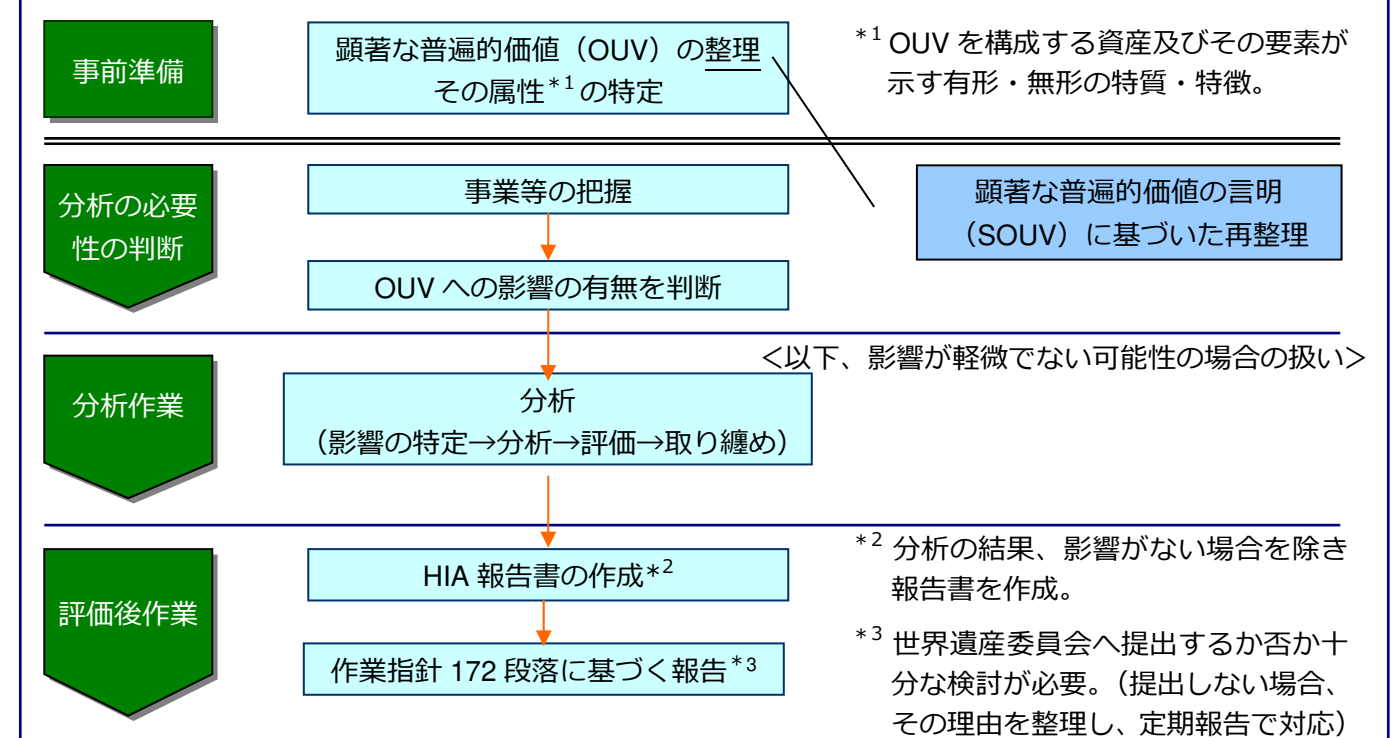 事前準備
顕著な普遍的価値（OUV）の整理
その属性*1の特定
*1 OUV を構成する資産及びその要素が
示す有形・無形の特質・特徴。
分析の必要
性の判断
事業等の把握
OUV への影響の有無を判断
顕著な普遍的価値の言明
（SOUV）に基づいた再整理
＜以下、影響が軽微でない可能性の場合の扱い＞
分析作業
分析
（影響の特定→分析→評価→取り纏め）
評価後作業
HIA 報告書の作成*2
作業指針 172 段落に基づく報告*3
*2 分析の結果、影響がない場合を除き
報告書を作成。
*3 世界遺産委員会へ提出するか否か十
分な検討が必要。（提出しない場合、
その理由を整理し、定期報告で対応）